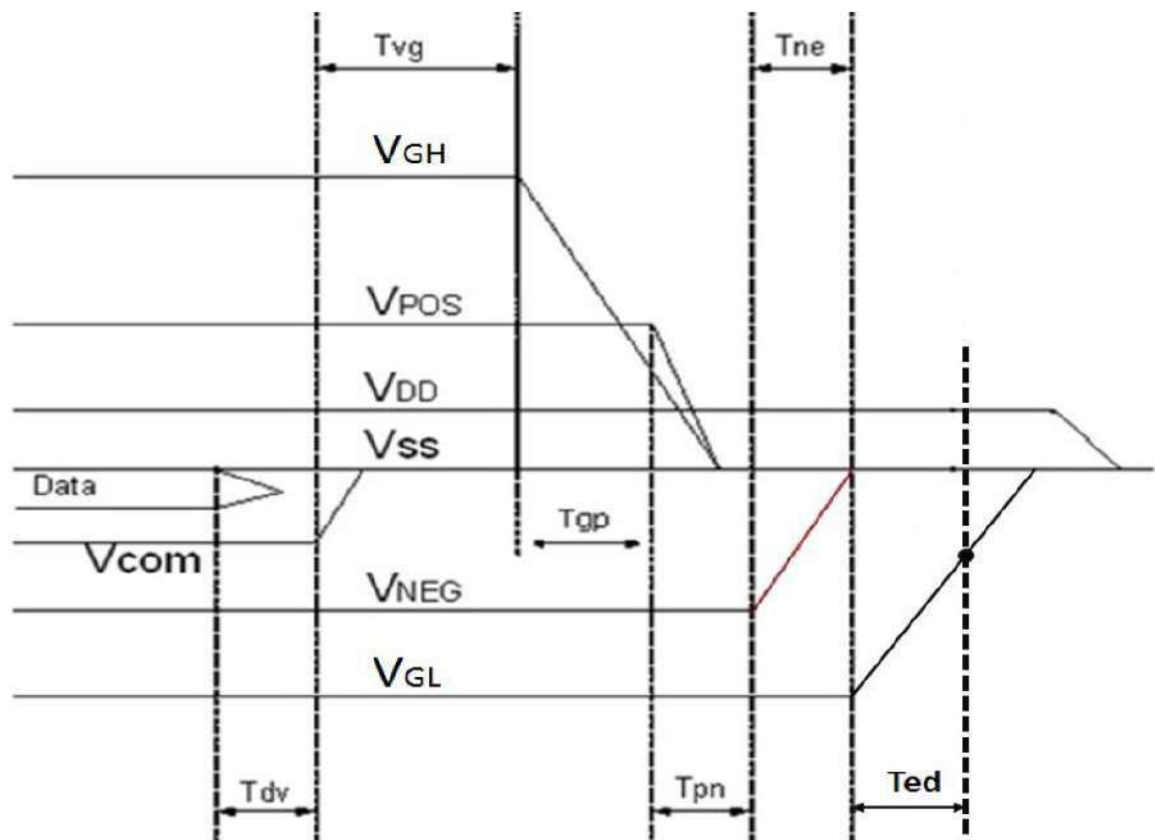 Tvg
Tne
VGH
VPOS
VDD
Vss
Data
Tgp
Vcom
VNEG
VGL
Tdv
Tpn
Ted